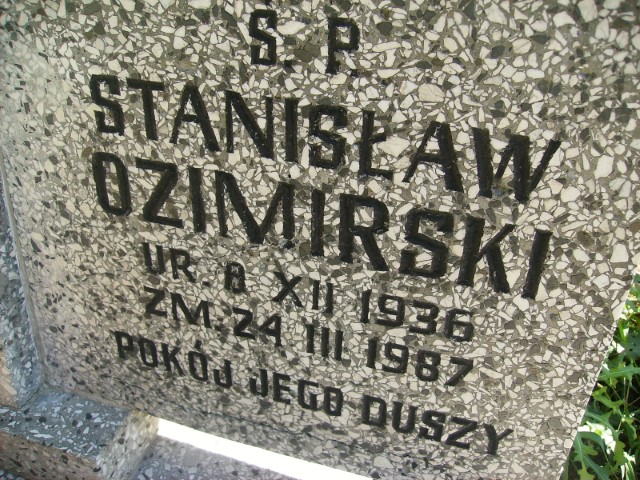 Ś. P.
STANISŁAW
OZIMIRSKI
UR. 8 XII 1936
ZM. 24 III. 1987
POKÓJ JEGO DUSZY